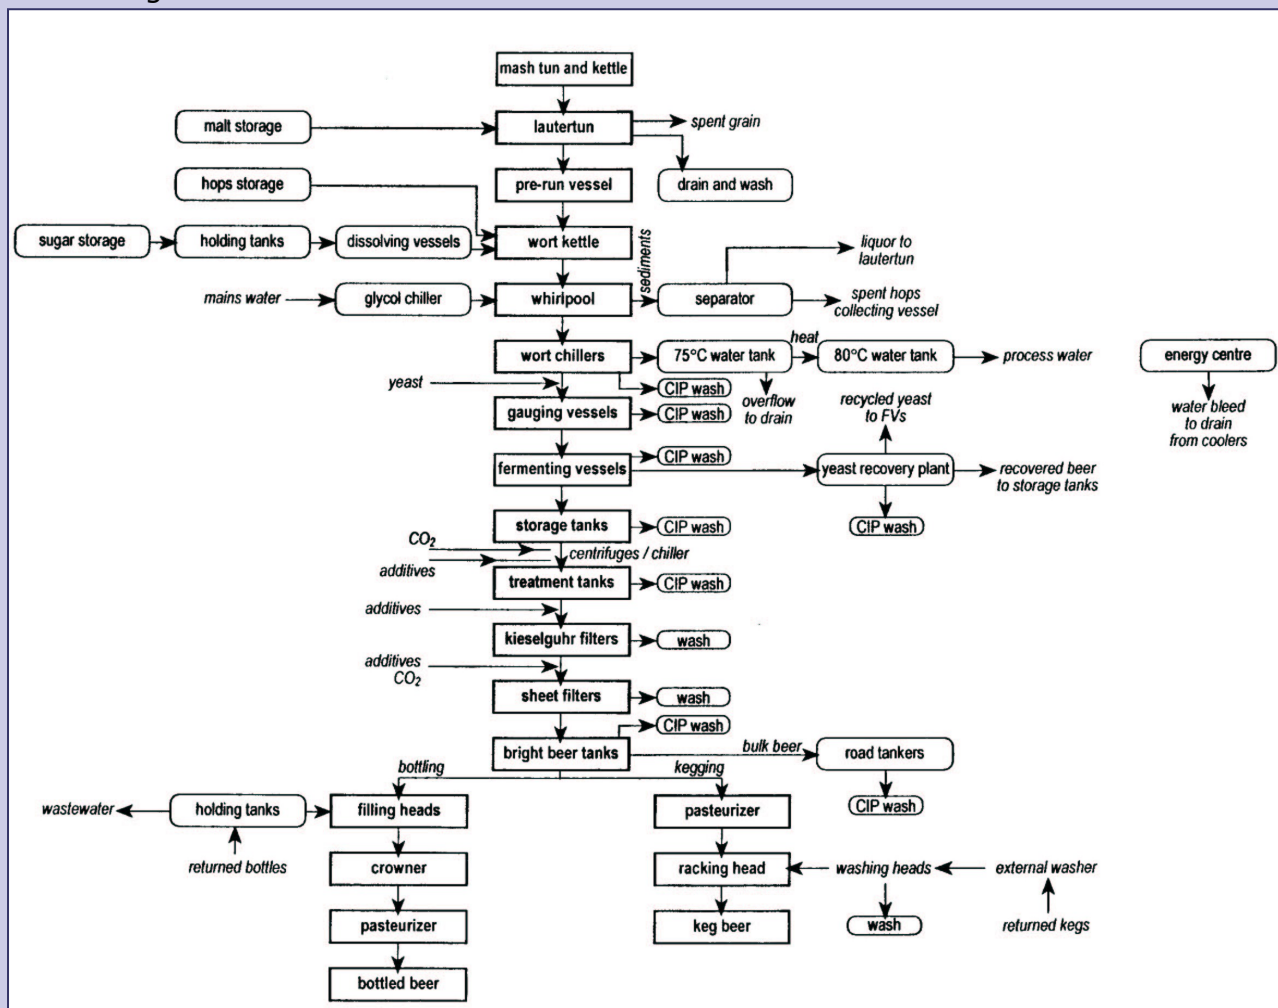 mash tun and kettle
malt storage
lautertun
spent grain
hops storage
pre-run vessel
drain and wash
sugar storage
holding tanks
dissolving vessels
wort kettle
sediments
liquor to
lautertun
mains water
glycol chiller
whirlpool
separator
spent hops
collecting vessel
wort chillers
75°C water tank
heat
80°C water tank
process water
energy centre
yeast
CIP wash
overflow
to drain
recycled yeast
to FVs
water bleed
to drain
from coolers
gauging vessels
CIP wash
fermenting vessels
CIP wash
yeast recovery plant
recovered beer
to storage tanks
CIP wash
storage tanks
CIP wash
CO2
centrifuges / chiller
additives
treatment tanks
CIP wash
additives
kieselguhr filters
wash
additives
CO2
sheet filters
wash
CIP wash
bright beer tanks
bulk beer
road tankers
CIP wash
bottling
kegging
wastewater
holding tanks
filling heads
pasteurizer
returned bottles
crowner
racking head
washing heads
external washer
pasteurizer
keg beer
wash
returned kegs
bottled beer